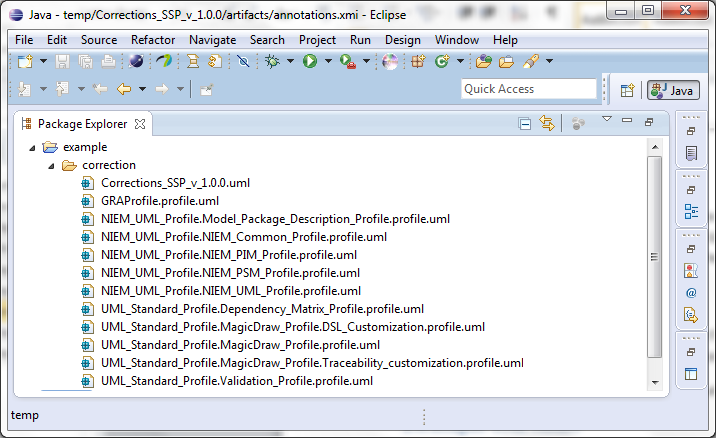 Java - temp/Corrections_SSP_v_1.0.0/artifacts/annotations.xmi - Eclipse
File Edit Source Refactor Navigate Search Project Run Design Window Help
Quick Access
Java
Package Explorer
example
correction
Corrections_SSP_v_1.0.0.uml
GRAProfile.profile.uml
NIEM_UML_Profile.Model_Package_Description_Profile.profile.uml
NIEM_UML_Profile.NIEM_Common_Profile.profile.uml
NIEM_UML_Profile.NIEM_PIM_Profile.profile.uml
NIEM_UML_Profile.NIEM_PSM_Profile.profile.uml
NIEM_UML_Profile.NIEM_UML_Profile.profile.uml
UML_Standard_Profile.Dependency_Matrix_Profile.profile.uml
UML_Standard_Profile.MagicDraw_Profile.DSL_Customization.profile.uml
UML_Standard_Profile.MagicDraw_Profile.profile.uml
UML_Standard_Profile.MagicDraw_Profile.Traceability_customization.profile.uml
UML_Standard_Profile.Validation_Profile.profile.uml
temp